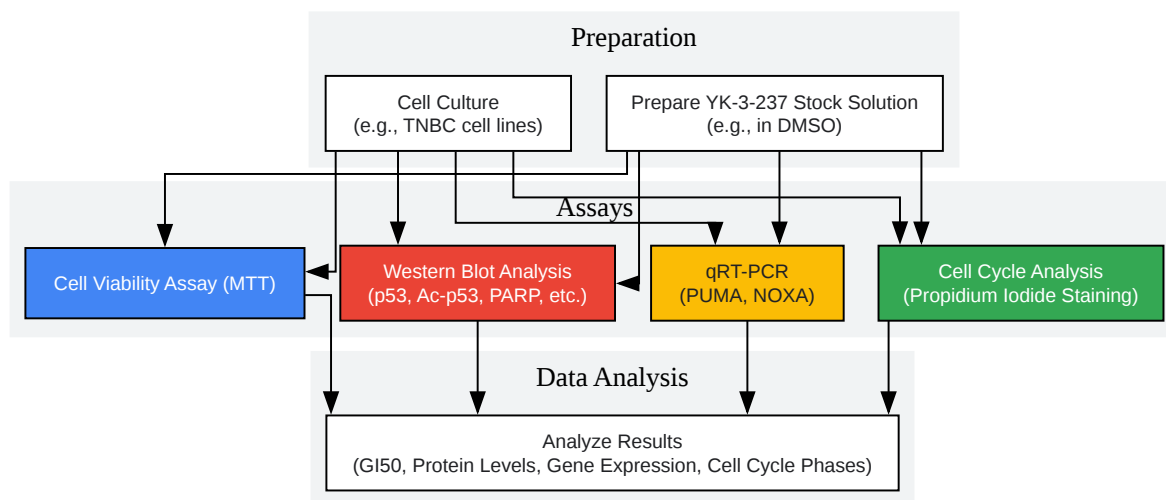 Preparation
Cell Culture
(e.g., TNBC cell lines)
Prepare YK-3-237 Stock Solution
(e.g., in DMSO)
Assays
Cell Viability Assay (MTT)
Western Blot Analysis
(p53, Ac-p53, PARP, etc.)
qRT-PCR
(PUMA, NOXA)
Cell Cycle Analysis
(Propidium Iodide Staining)
Data Analysis
Analyze Results
(GI50, Protein Levels, Gene Expression, Cell Cycle Phases)